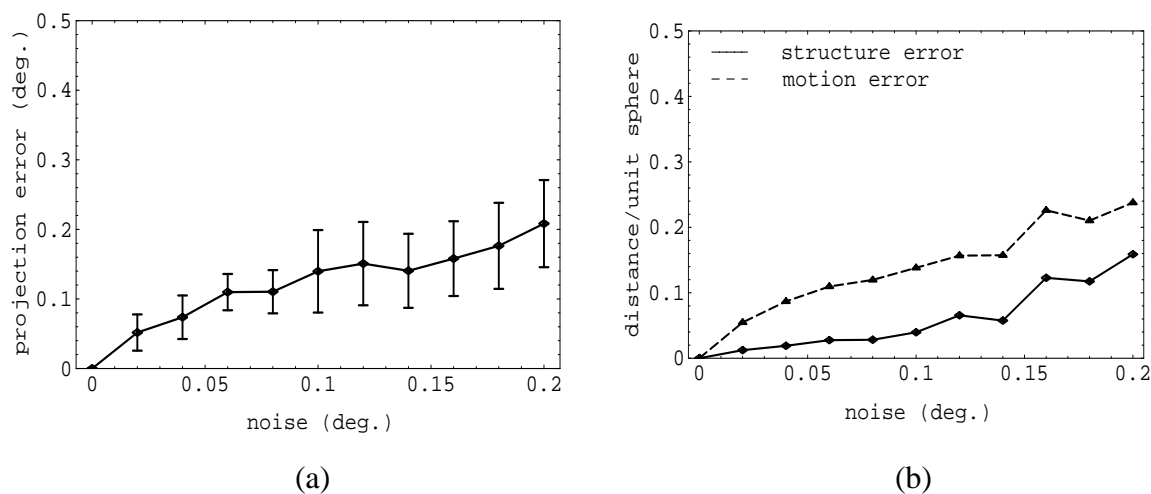 0.5
0.4
0.3
0.2
0.1
0
projection error (deg.)
0 0.05 0.1 0.15 0.2
noise (deg.)
(a)
0.5
0.4
0.3
0.2
0.1
0
distance/unit sphere
structure error
motion error
0 0.05 0.1 0.15 0.2
noise (deg.)
(b)